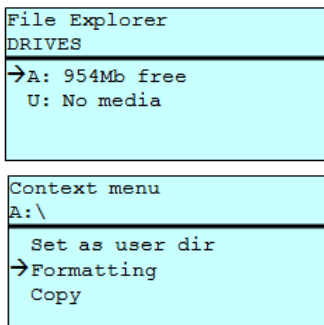 File Explorer
DRIVES
→A: 954Mb free
U: No media
Context menu
A:\
Set as user dir
→Formatting
Copy